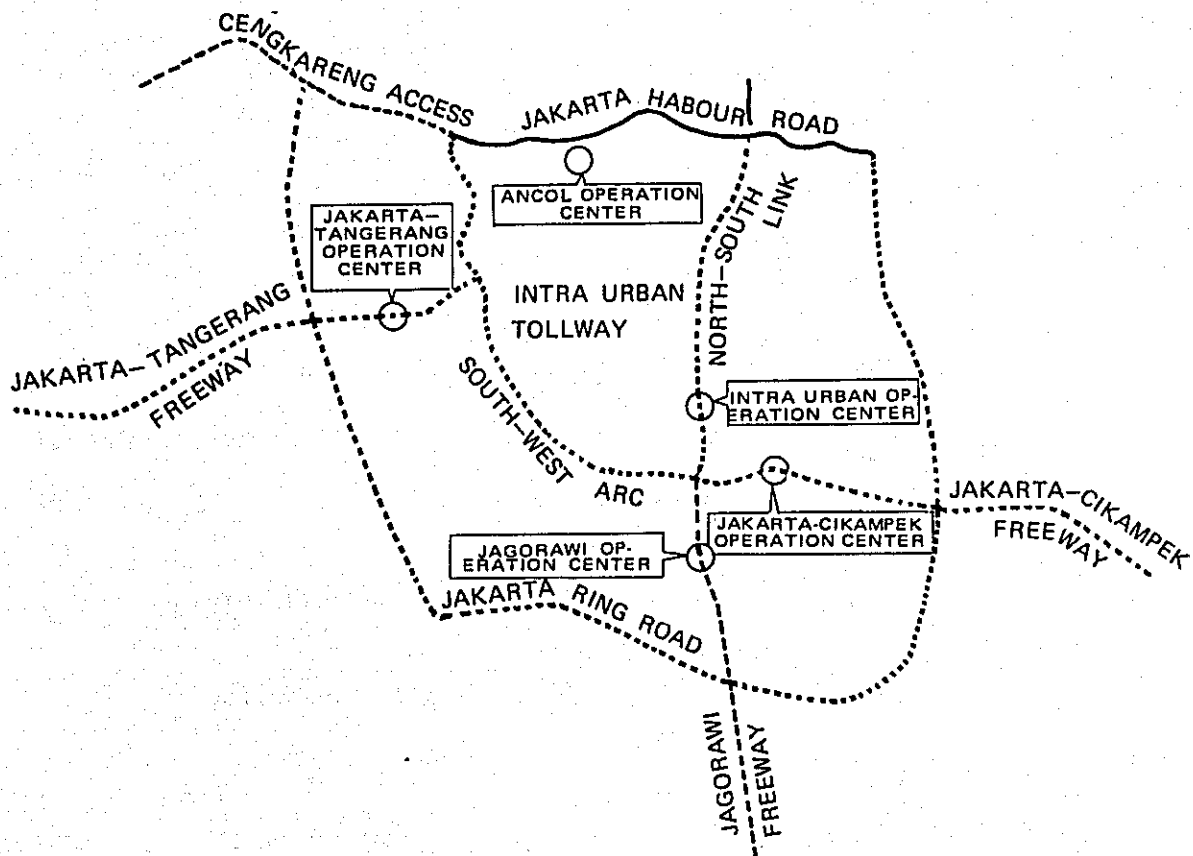 CENGKARENG ACCESS
JAKARTA HABOUR ROAD
ANCOL OPERATION
CENTER
JAKARTA–
TANGERANG
OPERATION
CENTER
NORTH–SOUTH
LINK
INTRA URBAN
TOLLWAY
JAKARTA–TANGERANG
FREEWAY
SOUTH–WEST
ARC
INTRA URBAN OP-
ERATION CENTER
JAKARTA–CIKAMPEK
FREEWAY
JAKARTA-CIKAMPEK
OPERATION CENTER
JAGORAWI OP-
ERATION CENTER
JAKARTA RING ROAD
JAGORAWI
FREEWAY